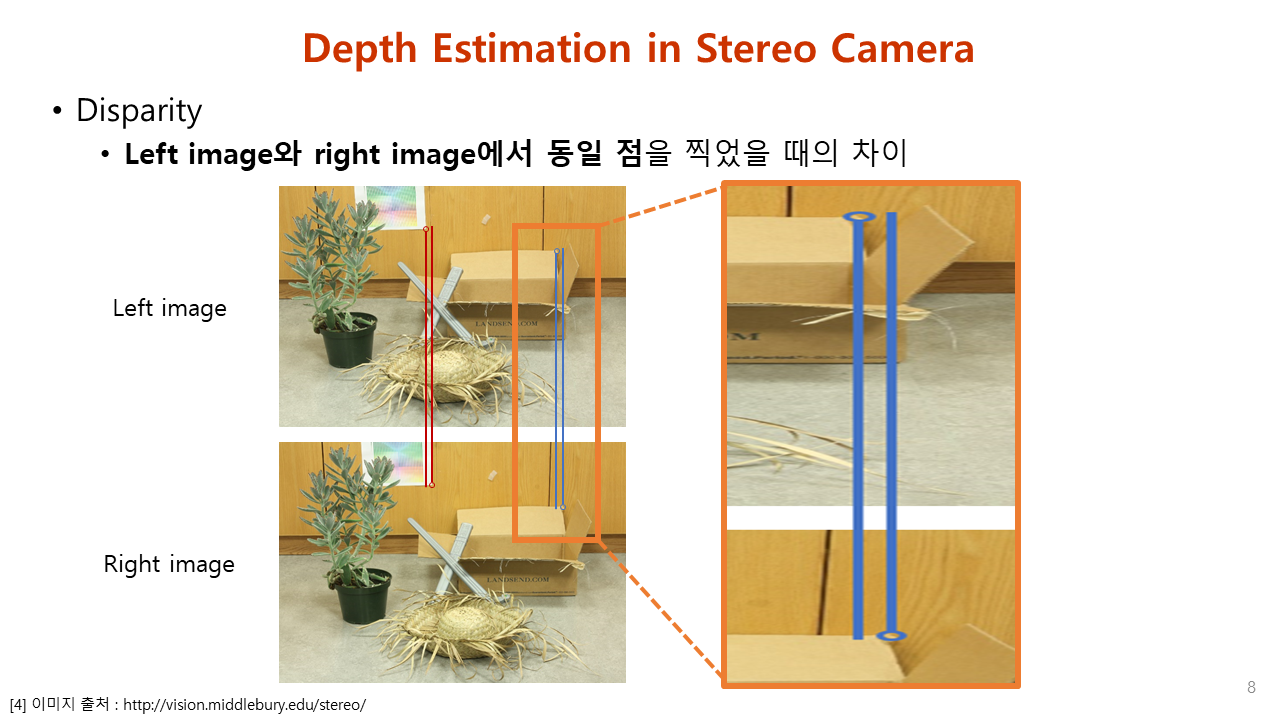 Depth Estimation in Stereo Camera
• Disparity
• Left image와 right image에서 동일 점을 찍었을 때의 차이
Left image
LANDSEND.COM
Right image
LANDSEND.COM
[4] 이미지 출처 : http://vision.middlebury.edu/stereo/
8